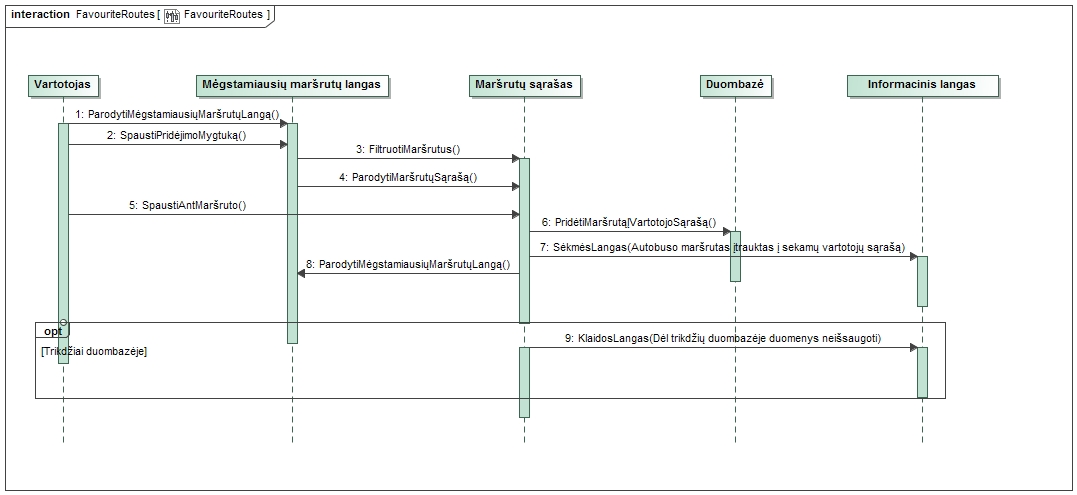 interaction FavouriteRoutes [ FavouriteRoutes ]
Vartotojas
Mėgstamiausių maršrutų langas
Maršrutų sąrašas
Duombazė
Informacinis langas
1: ParodytiMėgstamiausiųMaršrutųLangą()
2: SpaustiPridėjimoMygtuką()
3: FiltruotiMaršrutus()
4: ParodytiMaršrutųSąrašą()
5: SpaustiAntMaršruto()
6: PridėtiMaršrutąĮVartotojoSąrašą()
7: SėkmėsLangas(Autobuso maršrutas įtrauktas į sekamų vartotojų sąrašą)
8: ParodytiMėgstamiausiųMaršrutųLangą()
opt
[Trikdžiai duombazėje]
9: KlaidosLangas(Dėl trikdžių duombazėje duomenys neišsaugoti)